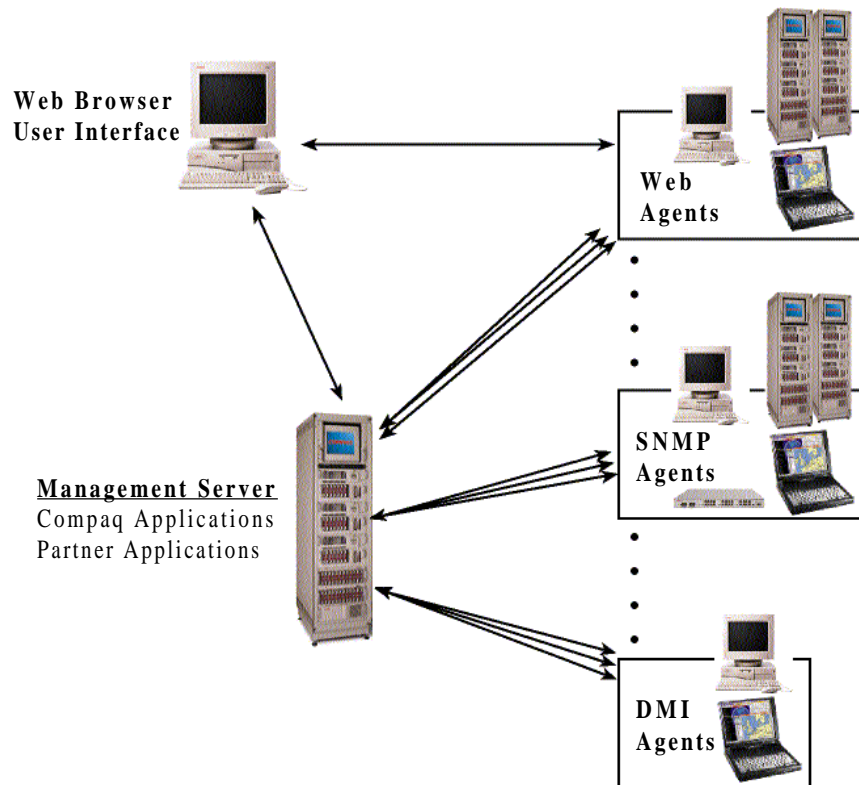 Web Browser
User Interface
Web
Agents
Management Server
Compaq Applications
Partner Applications
SNMP
Agents
DMI
Agents